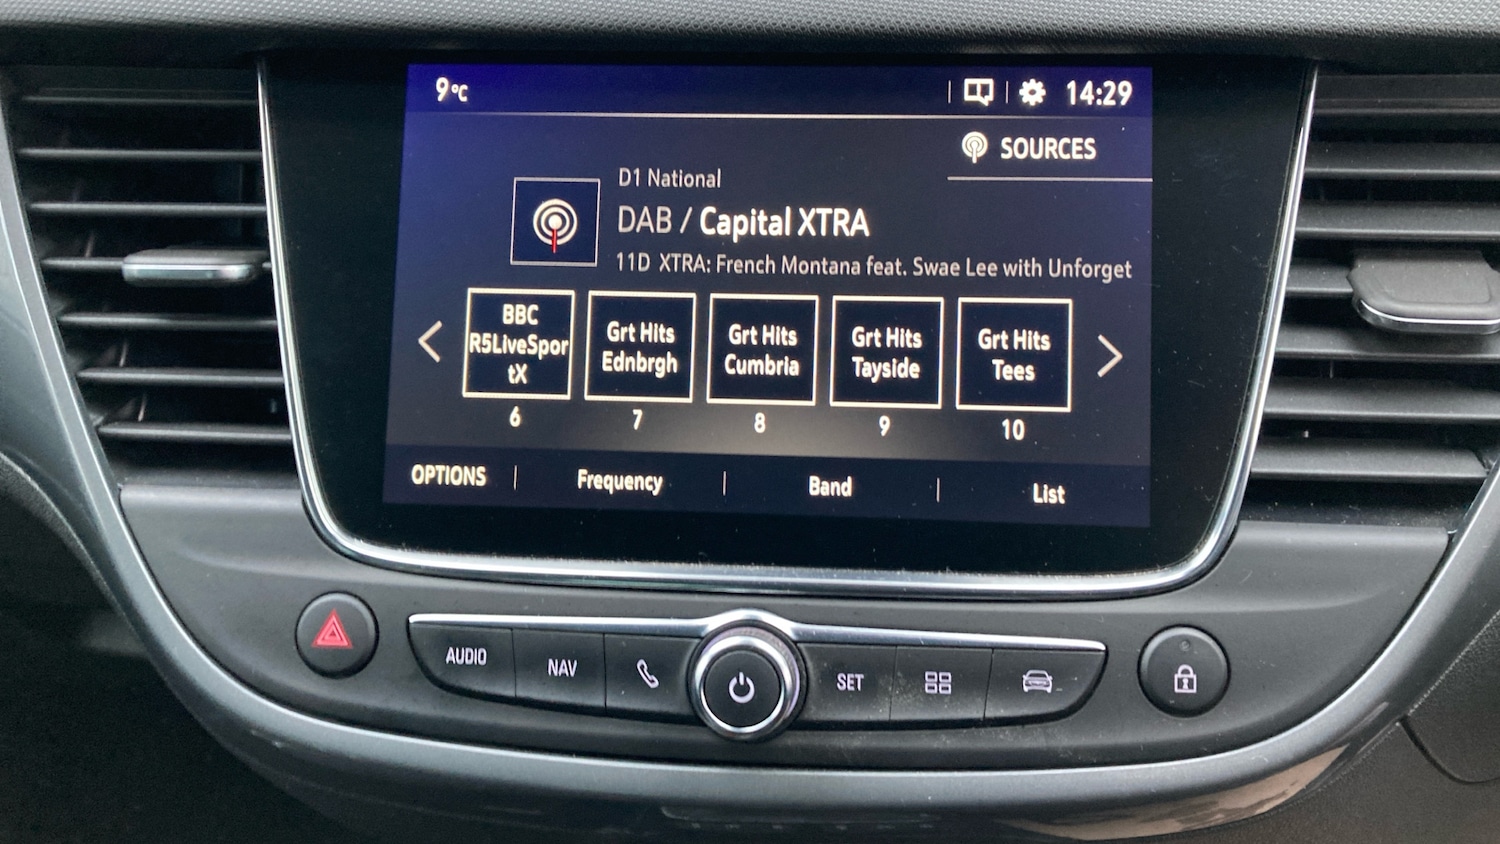 9°C
14:29
SOURCES
D1 National
DAB / Capital XTRA
11D XTRA: French Montana feat. Swae Lee with Unforget
BBC
R5LiveSpor
tX
Grt Hits
Ednbrgh
Grt Hits
Cumbria
Grt Hits
Tayside
Grt Hits
Tees
6
7
8
9
10
OPTIONS
Frequency
Band
List
AUDIO
NAV
SET